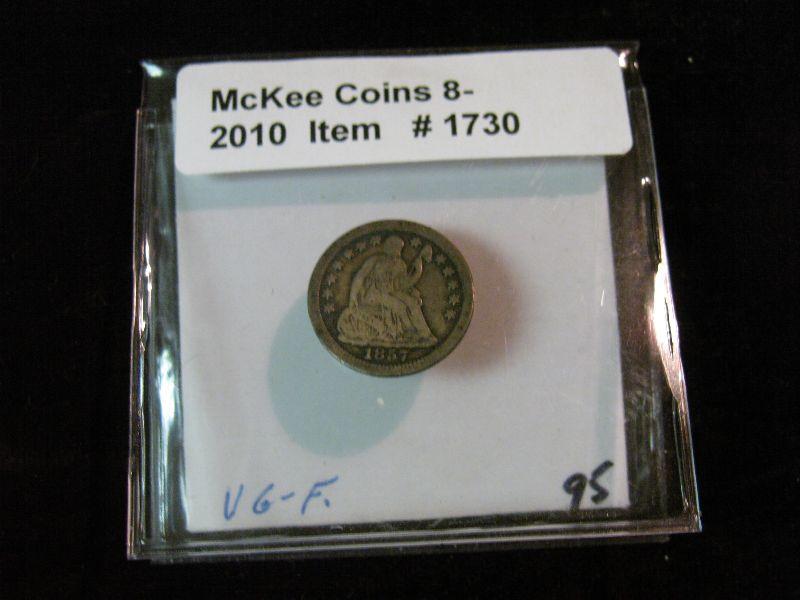 McKee Coins 8-
2010 Item # 1730
1857
VG-F.
95